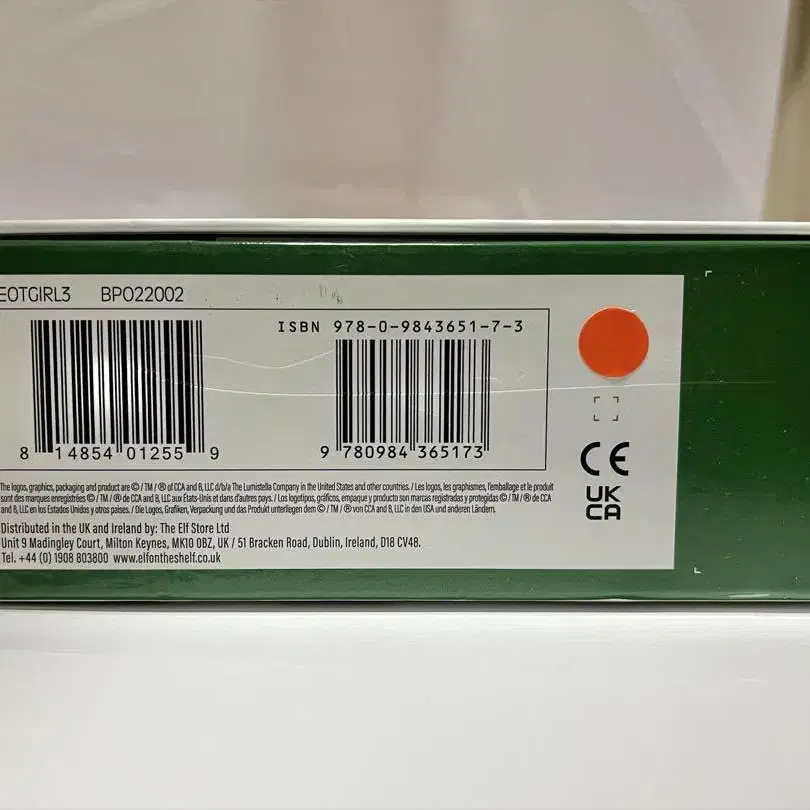 EOTGIRL3 BPO22002
ISBN 978-0-9843651-7-3
8 14854 01255 9
9 780984 365173
The logos, graphics, packaging and product are © / TM / ® of CCA and B, LLC d/b/a The Lumistella Company in the United States and other countries. / Les logos, les graphismes, l'emballage et le produit
sont des marques enregistrées © / TM / ® de CCA and B, LLC aux États-Unis et dans d'autres pays. / Los logotipos, gráficos, empaque y producto son marcas registradas y protegidas © / TM / ® de CCA
and B, LLC en los Estados Unidos y otros países. / Die Logos, Grafiken, Verpackung und das Produkt unterliegen dem © / TM / ® von CCA and B, LLC in den USA und anderen Ländern.
Distributed in the UK and Ireland by: The Elf Store Ltd
Unit 9 Madingley Court, Milton Keynes, MK10 0BZ, UK / 51 Bracken Road, Dublin, Ireland, D18 CV48.
Tel. +44 (0) 1908 803800 www.elfontheshelf.co.uk
CE
UK
CA